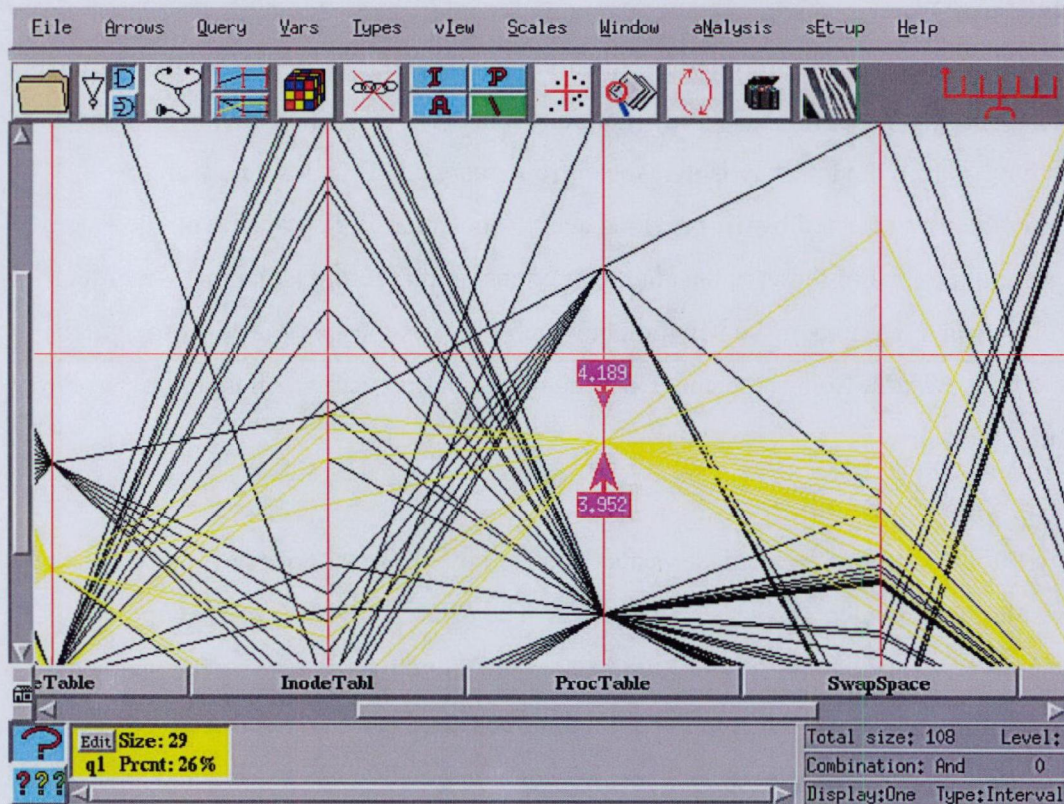 File Arrows Query Vars Types vIew Scales Window aNalysis sEt-up Help
I P
A \
4.189
3.952
eTable InodeTabl ProcTable SwapSpace
? Edit Size: 29
q1 Prcnt: 26%
???
Total size: 108 Level:
Combination: And 0
Display:One Type:Interval